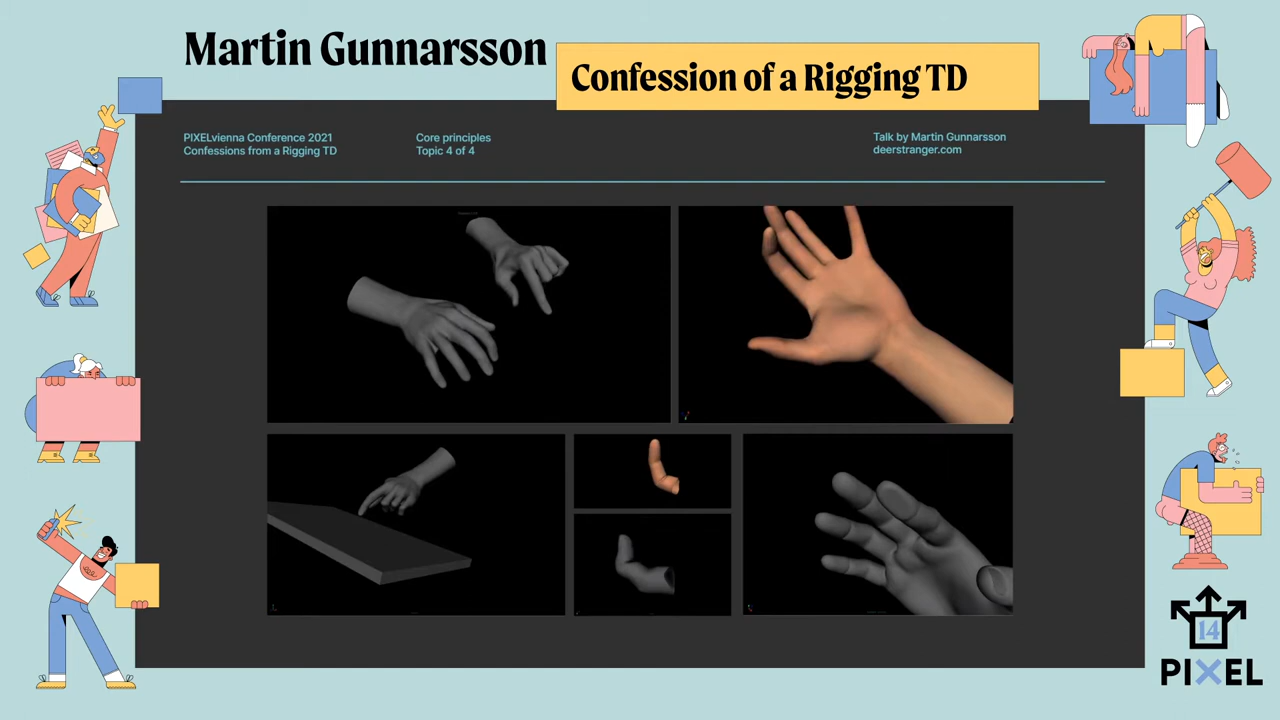 Martin Gunnarsson
Confession of a Rigging TD
PIXELvienna Conference 2021
Confessions from a Rigging TD
Core principles
Topic 4 of 4
Talk by Martin Gunnarsson
deerstranger.com
14
PIXEL